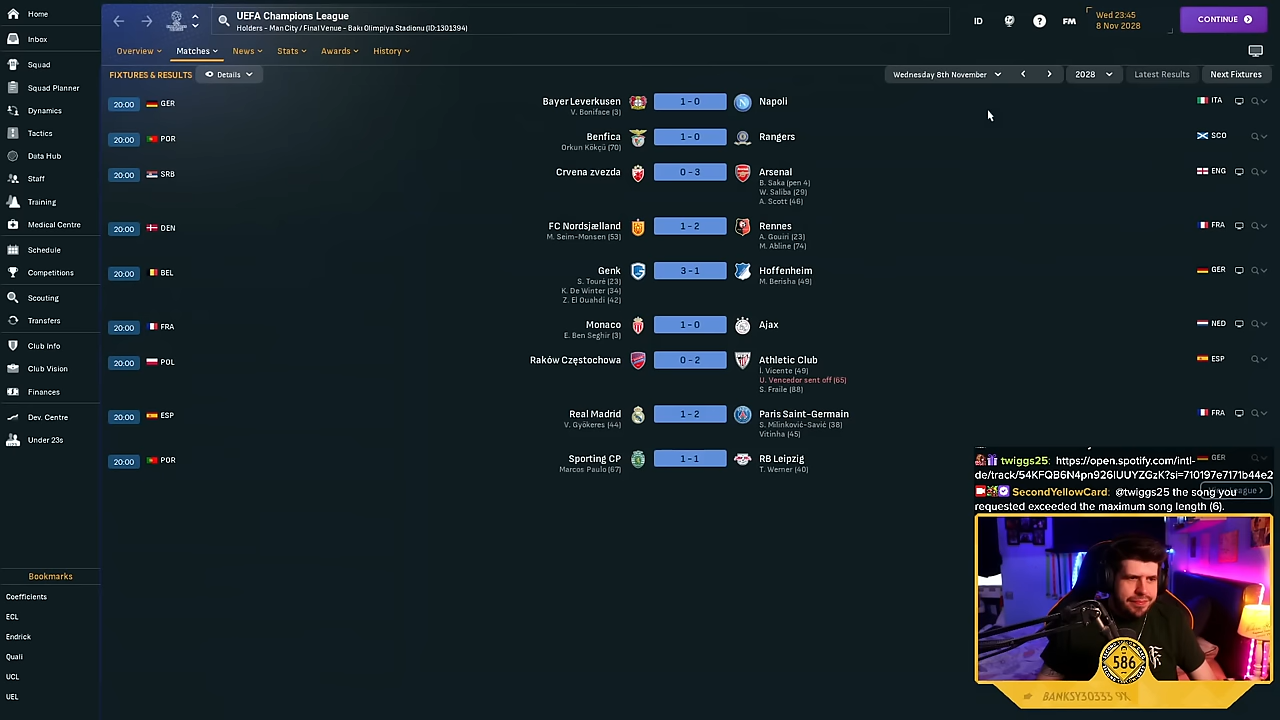 Home
Inbox
Squad
Squad Planner
Dynamics
Tactics
Data Hub
Staff
Training
Medical Centre
Schedule
Competitions
Scouting
Transfers
Club Info
Club Vision
Finances
Dev. Centre
Under 23s
Bookmarks
Coefficients
ECL
Endrick
Quali
UCL
UEL
UEFA Champions League
Holders - Man City / Final Venue - Bakı Olimpiya Stadionu (ID:1301394)
ID
FM
Wed 23:45
8 Nov 2028
CONTINUE
Overview
Matches
News
Stats
Awards
History
FIXTURES & RESULTS
Details
Wednesday 8th November
2028
Latest Results
Next Fixtures
20:00 GER Bayer Leverkusen 1 - 0 Napoli ITA
V. Boniface (3)
20:00 POR Benfica 1 - 0 Rangers SCO
Orkun Kökçü (70)
20:00 SRB Crvena zvezda 0 - 3 Arsenal ENG
B. Saka (pen 4)
W. Saliba (29)
A. Scott (46)
20:00 DEN FC Nordsjælland 1 - 2 Rennes FRA
M. Seim-Monsen (53) A. Gouiri (23)
M. Abline (74)
20:00 BEL Genk 3 - 1 Hoffenheim GER
S. Touré (23) M. Berisha (49)
K. De Winter (34)
Z. El Ouahdi (42)
20:00 FRA Monaco 1 - 0 Ajax NED
E. Ben Seghir (3)
20:00 POL Raków Częstochowa 0 - 2 Athletic Club ESP
I. Vicente (49)
U. Vencedor sent off (65)
S. Fraile (88)
20:00 ESP Real Madrid 1 - 2 Paris Saint-Germain FRA
V. Gyökeres (44) S. Milinković-Savić (38)
Vitinha (45)
20:00 POR Sporting CP 1 - 1 RB Leipzig GER
Marcos Paulo (67) T. Werner (40)
twiggs25: https://open.spotify.com/intl-
de/track/54KFQB6N4pn926lUUYZGzK?si=710197e7171b44e2
SecondYellowCard: @twiggs25 the song you
requested exceeded the maximum song length (6).
586
BANKSY30333 9X